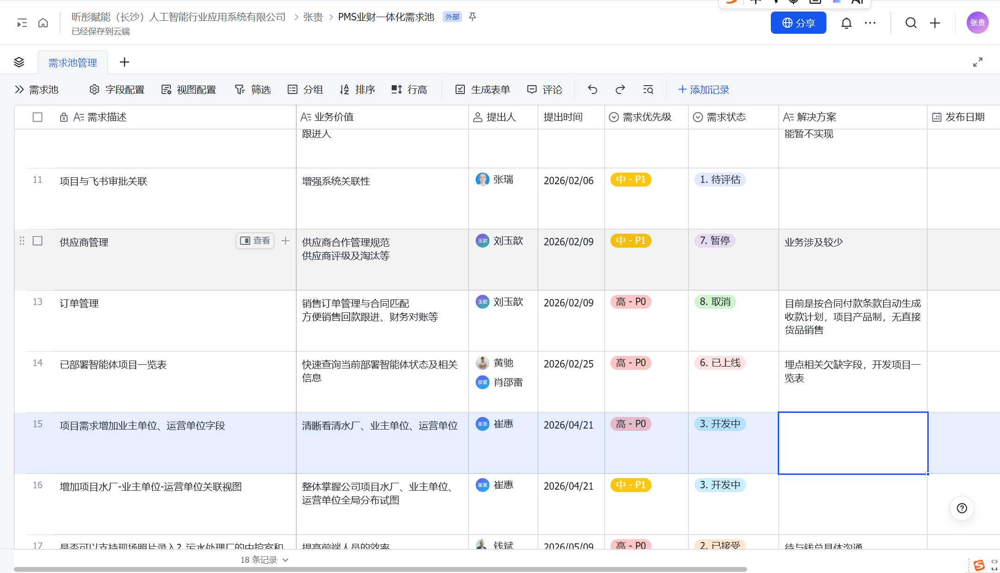 昕彤赋能（长沙）人工智能行业应用系统有限公司 > 张贵 > PMS业财一体化需求池 外部
已经保存到云端
分享
张贵
需求池管理
需求池 字段配置 视图配置 筛选 分组 排序 行高 生成表单 评论 添加记录
需求描述 业务价值 提出人 提出时间 需求优先级 需求状态 解决方案 发布日期
跟进人 能暂不实现
11 项目与飞书审批关联 增强系统关联性 张瑞 2026/02/06 中 - P1 1. 待评估
供应商管理 查看 供应商合作管理规范 玉歆 刘玉歆 2026/02/09 中 - P1 7. 暂停 业务涉及较少
供应商评级及淘汰等
13 订单管理 销售订单管理与合同匹配 玉歆 刘玉歆 2026/02/09 高 - P0 8. 取消 目前是按合同付款条款自动生成
方便销售回款跟进、财务对账等 收款计划，项目产品制，无直接
货品销售
14 已部署智能体项目一览表 快速查询当前部署智能体状态及相关 黄驰 2026/02/25 高 - P0 6. 已上线 埋点相关欠缺字段，开发项目一
信息 邵雷 肖邵雷 览表
15 项目需求增加业主单位、运营单位字段 清晰看清水厂、业主单位、运营单位 崔惠 崔惠 2026/04/21 高 - P0 3. 开发中
16 增加项目水厂-业主单位-运营单位关联视图 整体掌握公司项目水厂、业主单位、 崔惠 崔惠 2026/04/21 中 - P1 3. 开发中
运营单位全局分布试图
17 是否可以支持现场照片录入？污水处理厂的中控室和 提高前端人员的效率 钱斌 2026/05/09 高 - P0 2. 已接受 待与钱总具体沟通
18 条记录